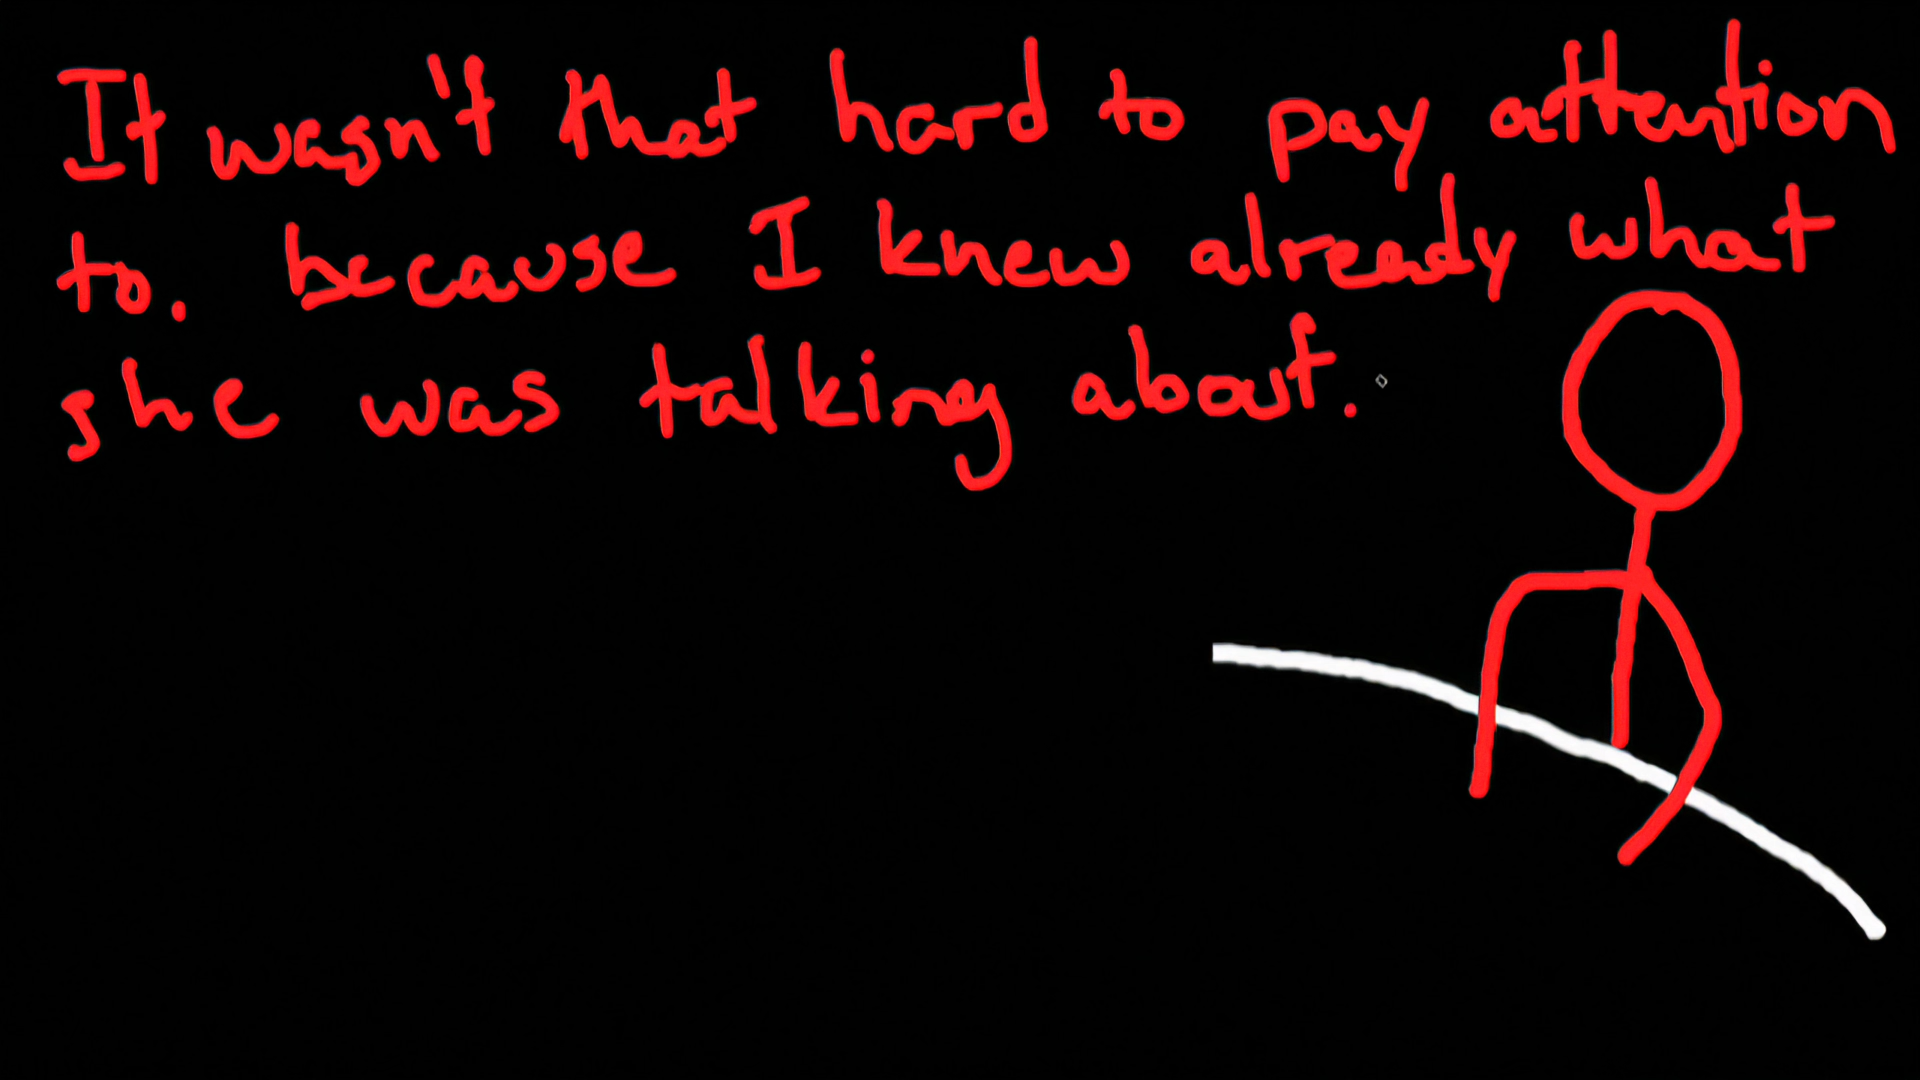 It wasn't that hard to pay attention
to. because I knew already what
she was talking about.